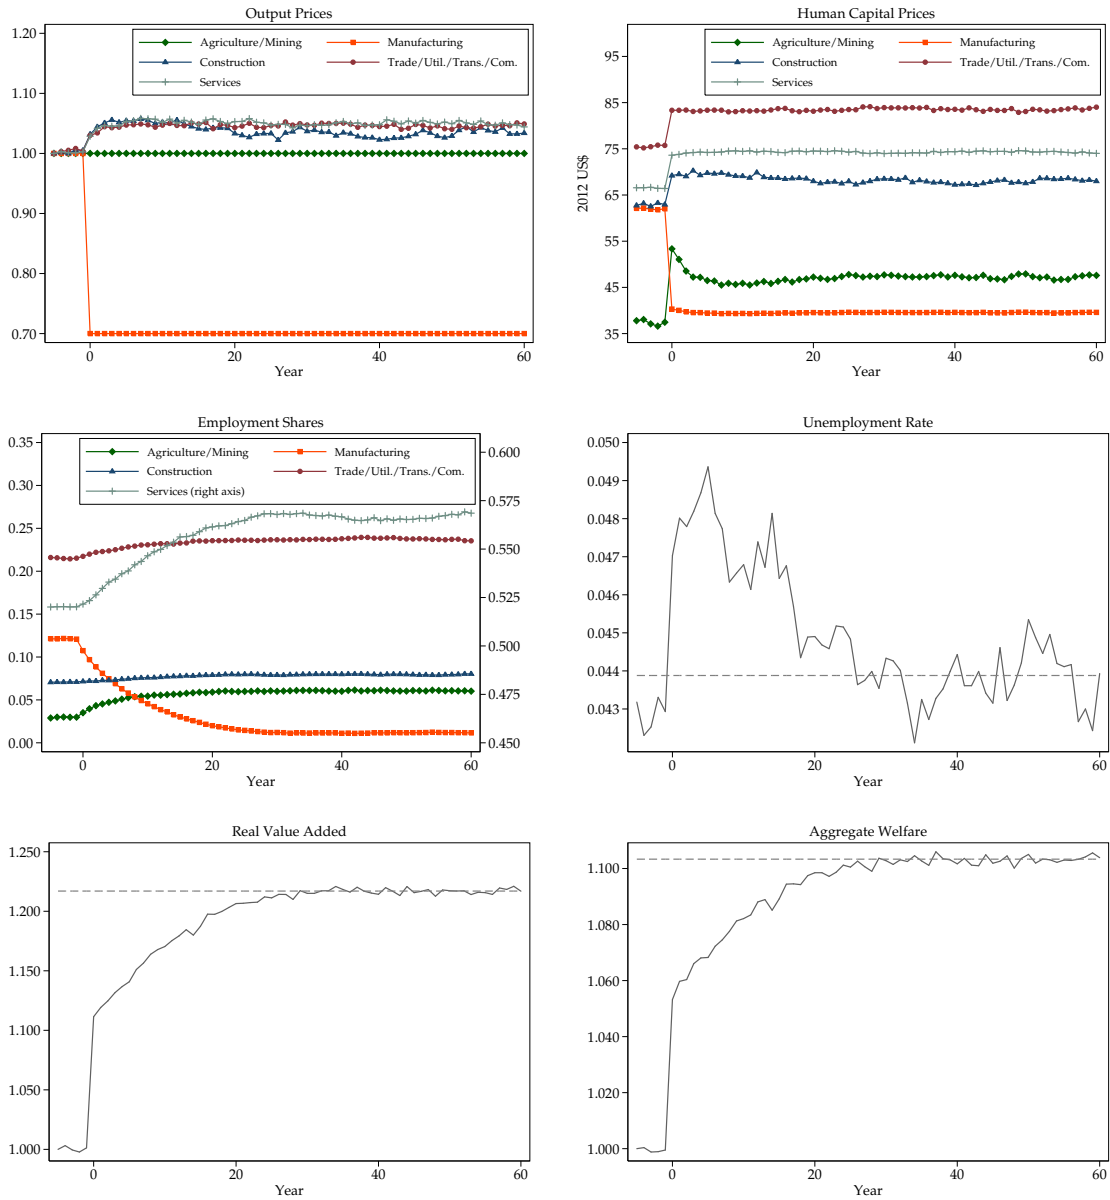 Output Prices
1.20
1.10
1.00
0.90
0.80
0.70
Agriculture/Mining
Manufacturing
Construction
Trade/Util./Trans./Com.
Services
0
20
40
60
Year
Human Capital Prices
2012 US$
95
85
75
65
55
45
35
Agriculture/Mining
Manufacturing
Construction
Trade/Util./Trans./Com.
Services
0
20
40
60
Year
Employment Shares
0.35
0.30
0.25
0.20
0.15
0.10
0.05
0.00
Agriculture/Mining
Manufacturing
Construction
Trade/Util./Trans./Com.
Services (right axis)
0.600
0.575
0.550
0.525
0.500
0.475
0.450
0
20
40
60
Year
Unemployment Rate
0.050
0.049
0.048
0.047
0.046
0.045
0.044
0.043
0
20
40
60
Year
Real Value Added
1.250
1.200
1.150
1.100
1.050
1.000
0
20
40
60
Year
Aggregate Welfare
1.100
1.080
1.060
1.040
1.020
1.000
0
20
40
60
Year